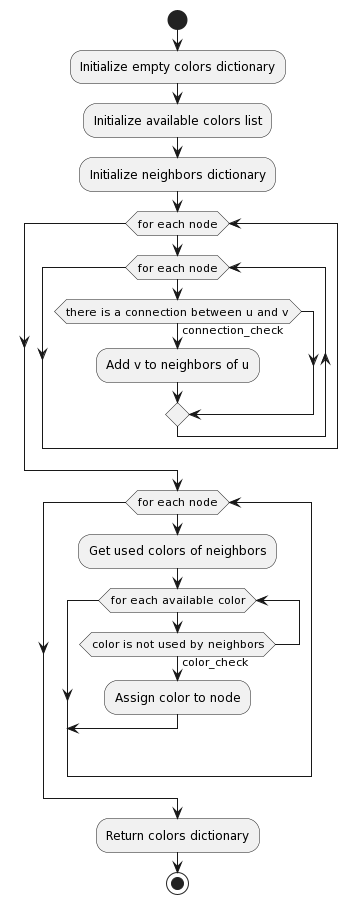 Initialize empty colors dictionary
Initialize available colors list
Initialize neighbors dictionary
for each node
for each node
there is a connection between u and v
connection_check
Add v to neighbors of u
for each node
Get used colors of neighbors
for each available color
color is not used by neighbors
color_check
Assign color to node
Return colors dictionary